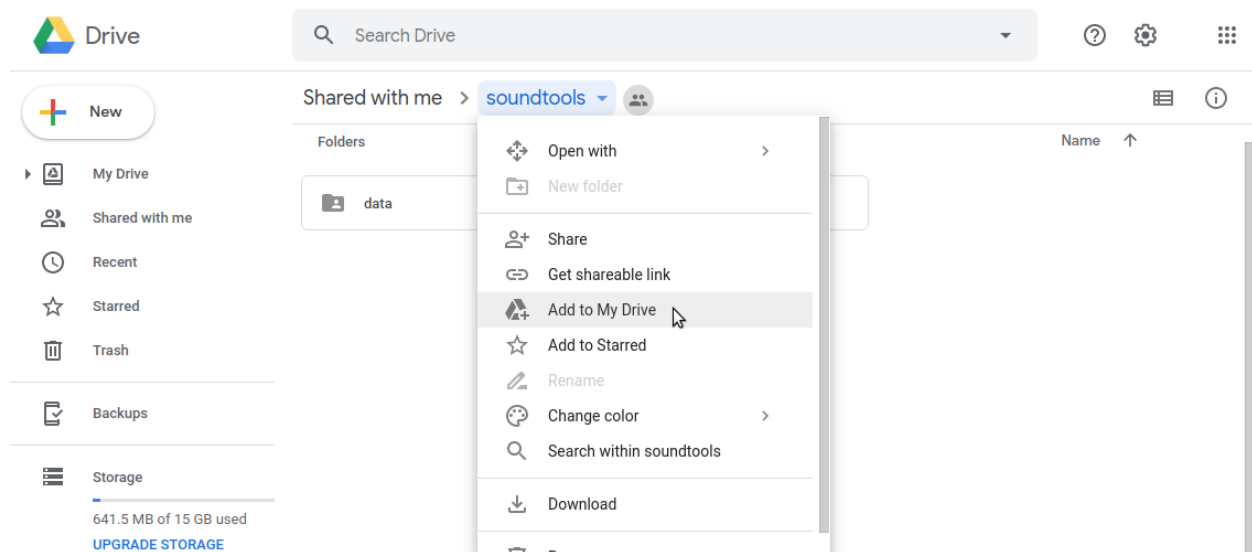 Drive
Search Drive
New
My Drive
Shared with me
Recent
Starred
Trash
Backups
Storage
641.5 MB of 15 GB used
UPGRADE STORAGE
Shared with me > soundtools
Folders
Name
data
Open with
New folder
Share
Get shareable link
Add to My Drive
Add to Starred
Rename
Change color
Search within soundtools
Download